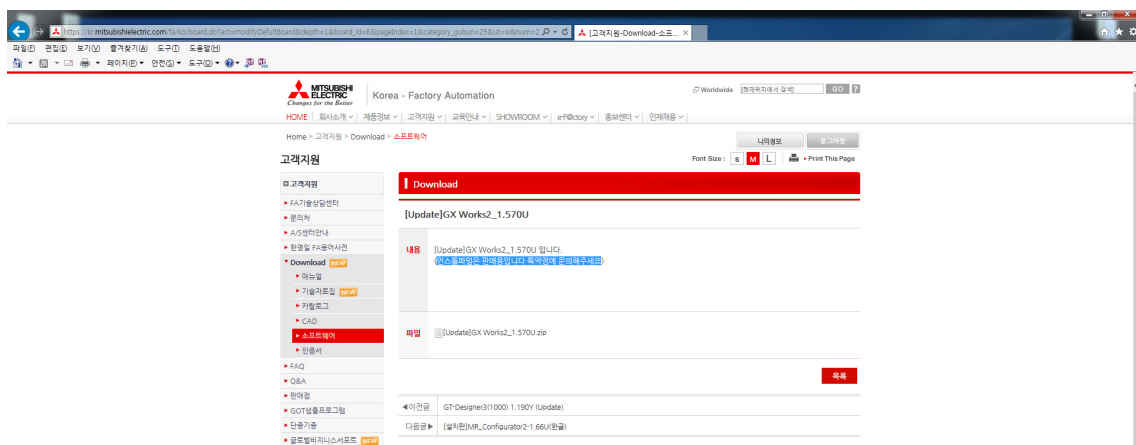 https://kr.mitsubishielectric.com/fa/ko/board.do?act=modifyDefultBoard&depth=1&board_id=6&pageIndex=1&category_gubun=25&ut=w&num=2
[고객지원-Download-소프...
파일(F) 편집(E) 보기(V) 즐겨찾기(A) 도구(T) 도움말(H)
페이지(P) 안전(S) 도구(O)
MITSUBISHI ELECTRIC
Changes for the Better
Korea - Factory Automation
Worldwide [현재위치에서 검색] GO ?
HOME 회사소개 제품정보 고객지원 교육안내 SHOWROOM e-F@ctory 홍보센터 인재채용
Home > 고객지원 > Download > 소프트웨어
나의정보 로그아웃
고객지원
Font Size : S M L Print This Page
고객지원
Download
FA기술상담센터
문의처
A/S센터안내
한영일 FA용어사전
Download NEW
매뉴얼
기술자료집 NEW
카탈로그
CAD
소프트웨어
인증서
FAQ
Q&A
판매점
GOT샘플프로그램
단종기종
글로벌비지니스서포트 NEW
[Update]GX Works2_1.570U
내용 [Update]GX Works2_1.570U 입니다.
(인스톨파일은 판매용입니다 특약점에 문의해주세요)
파일 [Update]GX Works2_1.570U.zip
목록
◀이전글 GT-Designer3(1000) 1.190Y (Update)
다음글▶ [설치판]MR_Configurator2-1.66U(한글)